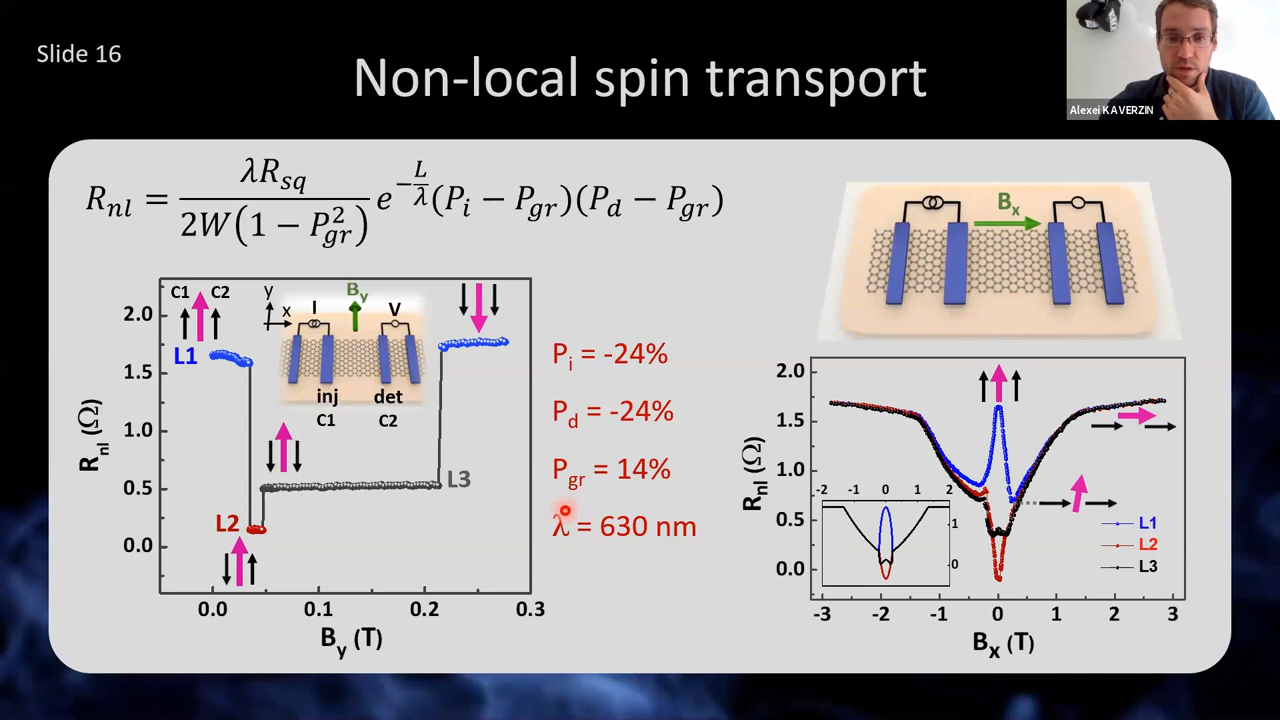 Slide 16
Non-local spin transport
Alexei KAVERZIN
R_nl = λR_sq / 2W(1 − P_gr^2) e^(−L/λ) (P_i − P_gr)(P_d − P_gr)
C1 C2
L1
y
x
B_y
I V
inj det
C1 C2
L2
L3
R_nl (Ω)
2.0
1.5
1.0
0.5
0.0
0.0 0.1 0.2 0.3
B_y (T)
P_i = -24%
P_d = -24%
P_gr = 14%
λ = 630 nm
B_x
R_nl (Ω)
2.0
1.5
1.0
0.5
0.0
-2 -1 0 1 2
1
0
L1
L2
L3
-3 -2 -1 0 1 2 3
B_x (T)